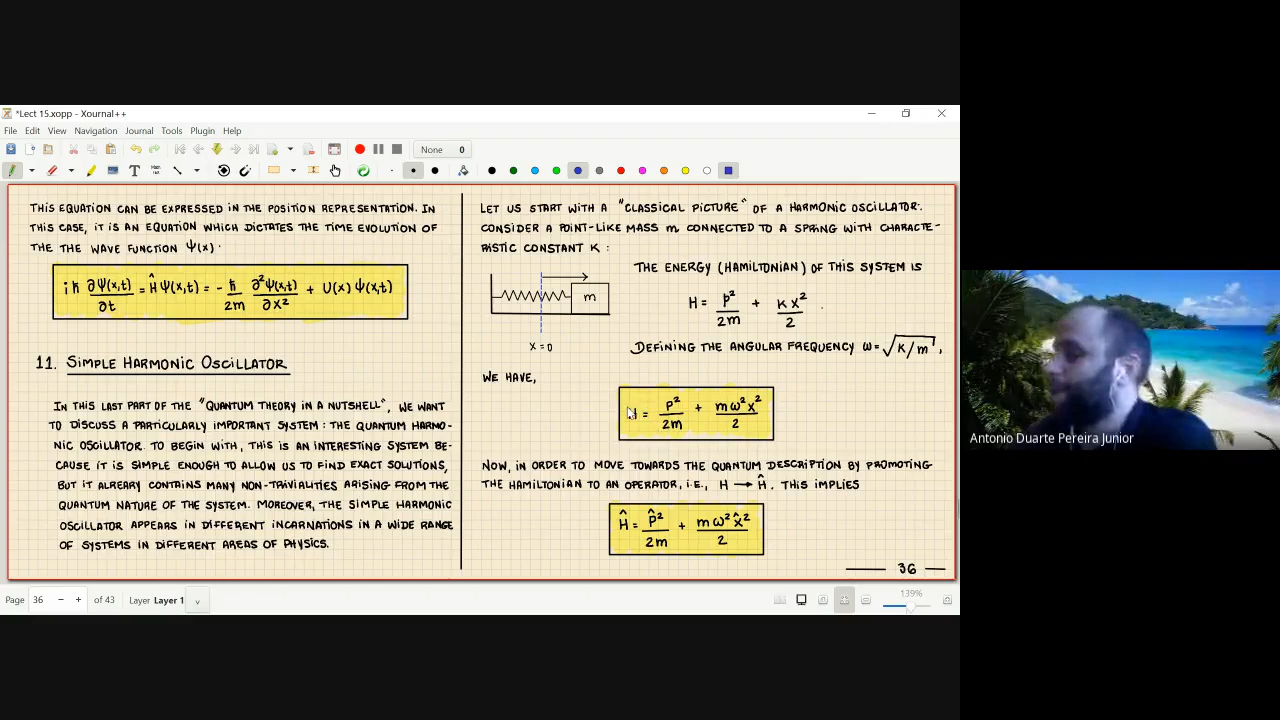 *Lect 15.xopp - Xournal++
File Edit View Navigation Journal Tools Plugin Help
None 0
THIS EQUATION CAN BE EXPRESSED IN THE POSITION REPRESENTATION. IN
THIS CASE, IT IS AN EQUATION WHICH DICTATES THE TIME EVOLUTION OF
THE THE WAVE FUNCTION Ψ(x).
iħ ∂Ψ(x,t)/∂t = Ĥ Ψ(x,t) = - ħ/2m ∂²Ψ(x,t)/∂x² + U(x) Ψ(x,t)
11. SIMPLE HARMONIC OSCILLATOR
IN THIS LAST PART OF THE "QUANTUM THEORY IN A NUTSHELL", WE WANT
TO DISCUSS A PARTICULARLY IMPORTANT SYSTEM: THE QUANTUM HARMO-
NIC OSCILLATOR. TO BEGIN WITH, THIS IS AN INTERESTING SYSTEM BE-
CAUSE IT IS SIMPLE ENOUGH TO ALLOW US TO FIND EXACT SOLUTIONS,
BUT IT ALREADY CONTAINS MANY NON-TRIVIALITIES ARISING FROM THE
QUANTUM NATURE OF THE SYSTEM. MOREOVER, THE SIMPLE HARMONIC
OSCILLATOR APPEARS IN DIFFERENT INCARNATIONS IN A WIDE RANGE
OF SYSTEMS IN DIFFERENT AREAS OF PHYSICS.
LET US START WITH A "CLASSICAL PICTURE" OF A HARMONIC OSCILLATOR.
CONSIDER A POINT-LIKE MASS m CONNECTED TO A SPRING WITH CHARACTE-
RISTIC CONSTANT K:
m
x = 0
THE ENERGY (HAMILTONIAN) OF THIS SYSTEM IS
H = p²/2m + Kx²/2 .
DEFINING THE ANGULAR FREQUENCY ω = √K/m ,
WE HAVE,
H = p²/2m + mω²x²/2
NOW, IN ORDER TO MOVE TOWARDS THE QUANTUM DESCRIPTION BY PROMOTING
THE HAMILTONIAN TO AN OPERATOR, i.e., H → Ĥ. THIS IMPLIES
Ĥ = p̂²/2m + mω²x̂²/2
36
Page 36 − + of 43 Layer Layer 1
139%
Antonio Duarte Pereira Junior